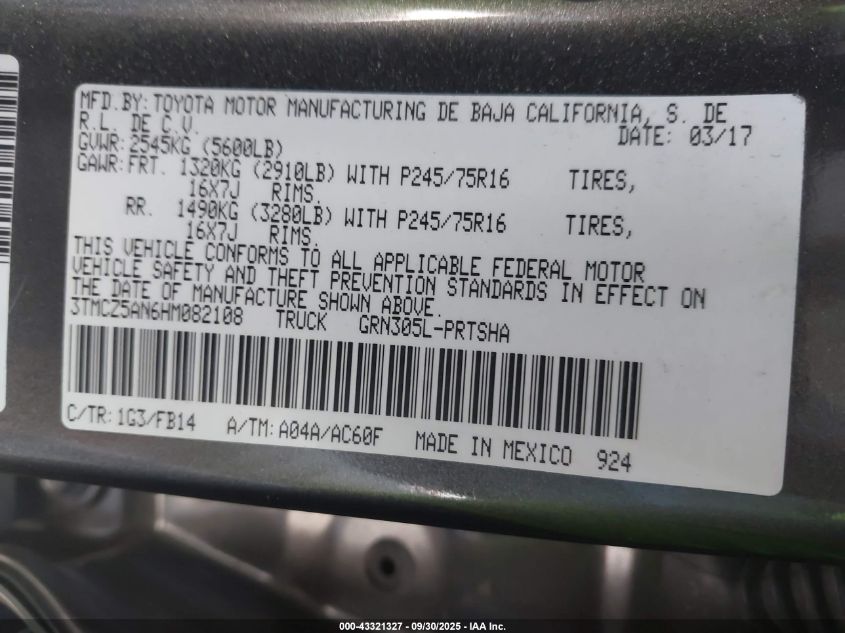 MFD.BY: TOYOTA MOTOR MANUFACTURING DE BAJA CALIFORNIA, S. DE
R.L. DE C.V. DATE: 03/17
GVWR: 2545KG (5600LB)
GAWR: FRT. 1320KG (2910LB) WITH P245/75R16 TIRES,
16X7J RIMS.
RR. 1490KG (3280LB) WITH P245/75R16 TIRES,
16X7J RIMS.
THIS VEHICLE CONFORMS TO ALL APPLICABLE FEDERAL MOTOR
VEHICLE SAFETY AND THEFT PREVENTION STANDARDS IN EFFECT ON
THE DATE OF MANUFACTURE SHOWN ABOVE.
3TMCZ5AN6HM082108 TRUCK GRN305L-PRTSHA
C/TR: 1G3/FB14 A/TM: A04A/AC60F MADE IN MEXICO 924
000-43321327 - 09/30/2025 - IAA Inc.